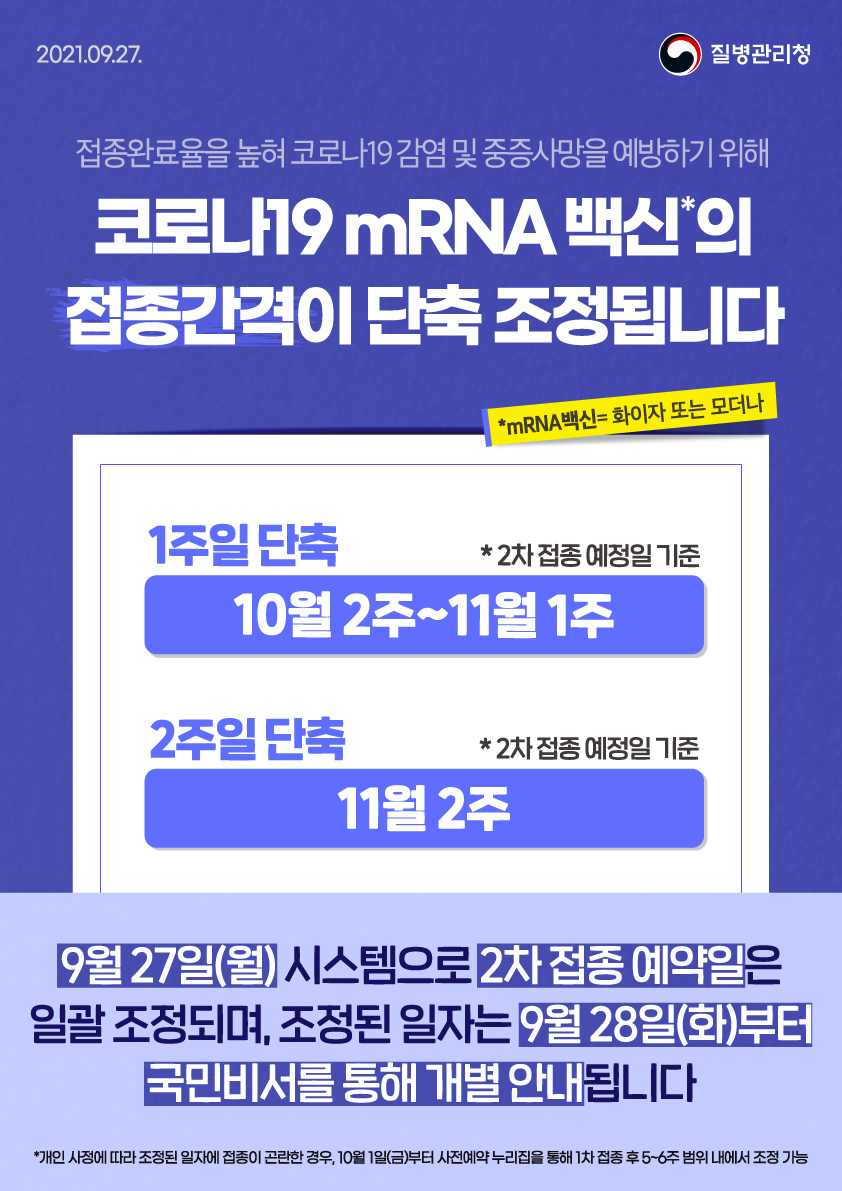 2021.09.27.
질병관리청
접종완료율을 높혀 코로나19 감염 및 중증사망을 예방하기 위해
코로나19 mRNA 백신*의
접종간격이 단축 조정됩니다
*mRNA백신= 화이자 또는 모더나
1주일 단축
* 2차 접종 예정일 기준
10월 2주~11월 1주
2주일 단축
* 2차 접종 예정일 기준
11월 2주
9월 27일(월) 시스템으로 2차 접종 예약일은
일괄 조정되며, 조정된 일자는 9월 28일(화)부터
국민비서를 통해 개별 안내됩니다
*개인 사정에 따라 조정된 일자에 접종이 곤란한 경우, 10월 1일(금)부터 사전예약 누리집을 통해 1차 접종 후 5~6주 범위 내에서 조정 가능